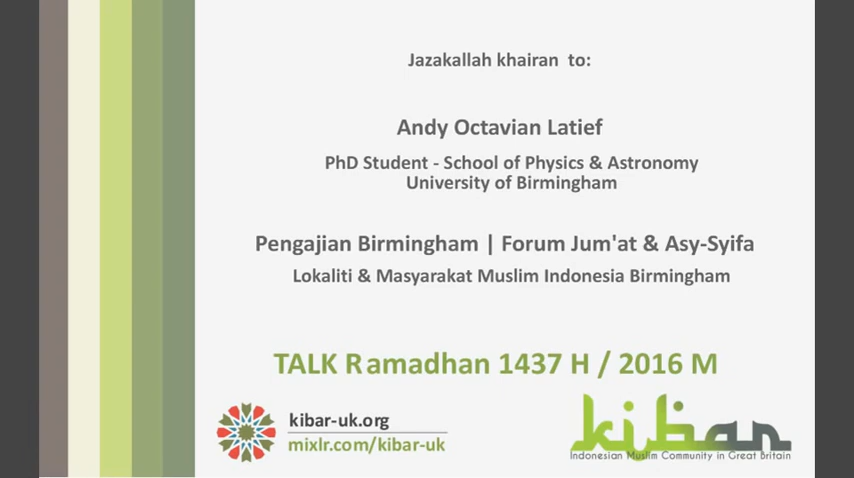 Jazakallah khairan to:
Andy Octavian Latief
PhD Student - School of Physics & Astronomy
University of Birmingham
Pengajian Birmingham | Forum Jum'at & Asy-Syifa
Lokaliti & Masyarakat Muslim Indonesia Birmingham
TALK Ramadhan 1437 H / 2016 M
kibar-uk.org
mixlr.com/kibar-uk
kibar
Indonesian Muslim Community in Great Britain